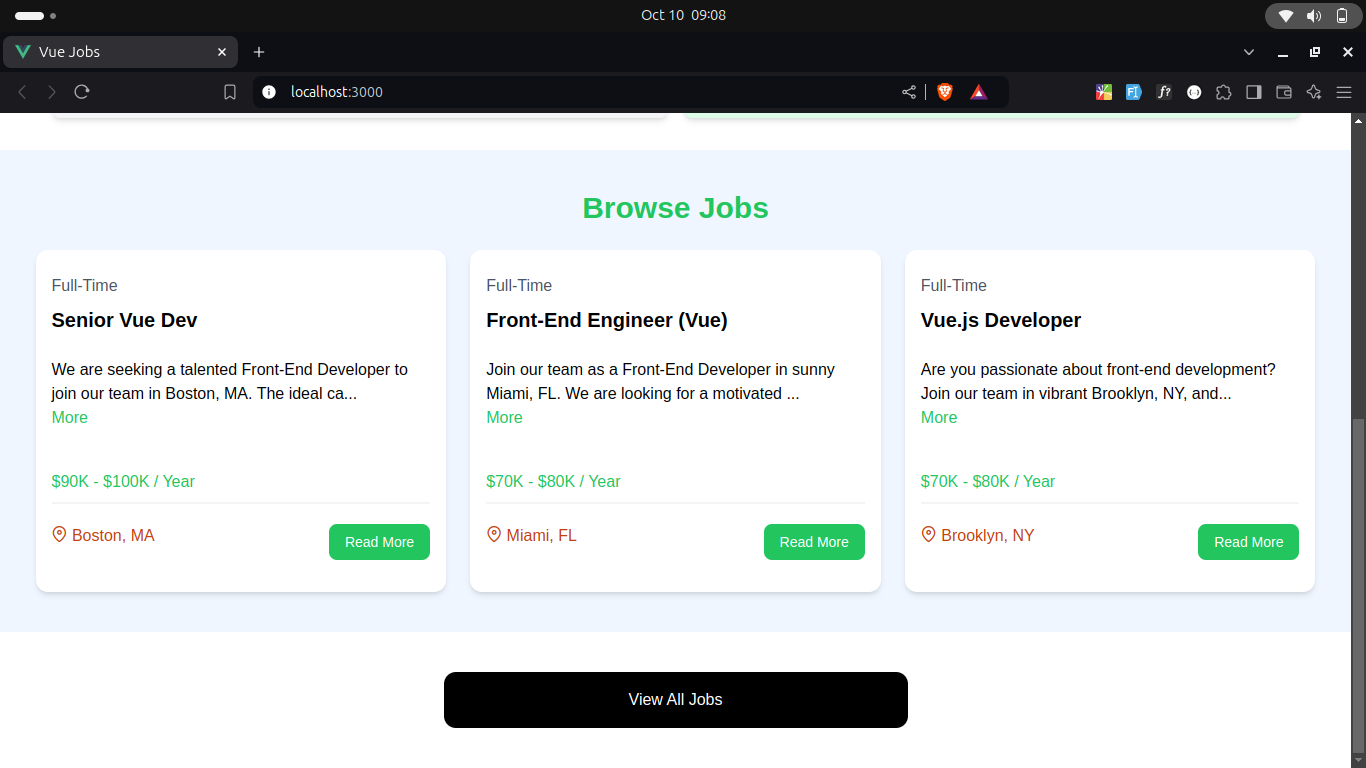 Oct 10 09:08
Vue Jobs
localhost:3000
Browse Jobs
Full-Time
Senior Vue Dev
We are seeking a talented Front-End Developer to
join our team in Boston, MA. The ideal ca...
More
$90K - $100K / Year
Boston, MA
Read More
Full-Time
Front-End Engineer (Vue)
Join our team as a Front-End Developer in sunny
Miami, FL. We are looking for a motivated ...
More
$70K - $80K / Year
Miami, FL
Read More
Full-Time
Vue.js Developer
Are you passionate about front-end development?
Join our team in vibrant Brooklyn, NY, and...
More
$70K - $80K / Year
Brooklyn, NY
Read More
View All Jobs